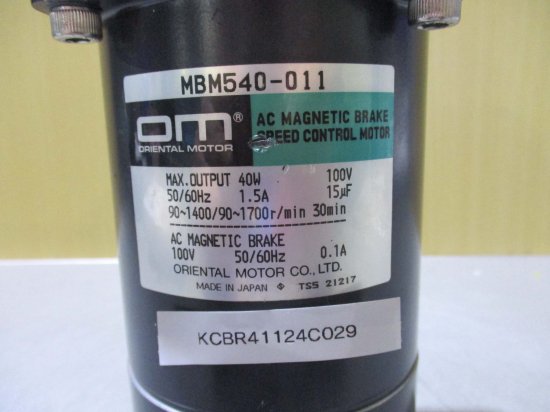 MBM540-011
OM®
ORIENTAL MOTOR
AC MAGNETIC BRAKE
SPEED CONTROL MOTOR
MAX. OUTPUT 40W 100V
50/60Hz 1.5A 15µF
90~1400/90~1700r/min 30min
AC MAGNETIC BRAKE
100V 50/60Hz 0.1A
ORIENTAL MOTOR CO., LTD.
MADE IN JAPAN TSS 21217
KCBR41124C029